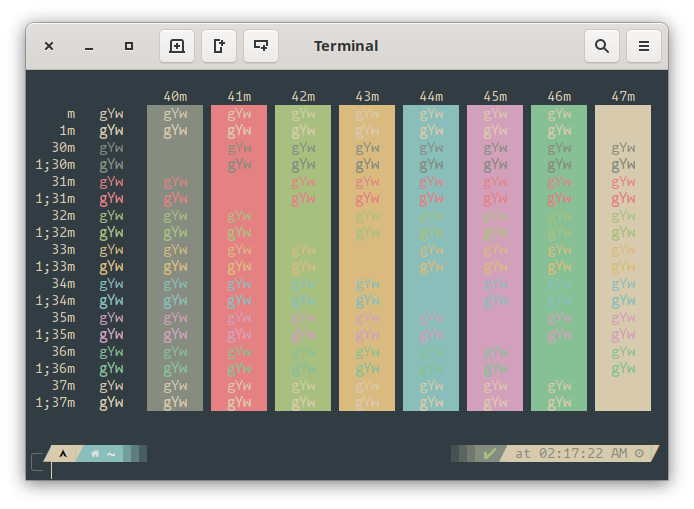 Terminal
40m 41m 42m 43m 44m 45m 46m 47m
m gYw gYw gYw gYw gYw gYw gYw gYw
1m gYw gYw gYw gYw gYw gYw gYw gYw
30m gYw gYw gYw gYw gYw gYw gYw gYw
1;30m gYw gYw gYw gYw gYw gYw gYw gYw
31m gYw gYw gYw gYw gYw gYw gYw gYw
1;31m gYw gYw gYw gYw gYw gYw gYw gYw
32m gYw gYw gYw gYw gYw gYw gYw gYw
1;32m gYw gYw gYw gYw gYw gYw gYw gYw
33m gYw gYw gYw gYw gYw gYw gYw gYw
1;33m gYw gYw gYw gYw gYw gYw gYw gYw
34m gYw gYw gYw gYw gYw gYw gYw gYw
1;34m gYw gYw gYw gYw gYw gYw gYw gYw
35m gYw gYw gYw gYw gYw gYw gYw gYw
1;35m gYw gYw gYw gYw gYw gYw gYw gYw
36m gYw gYw gYw gYw gYw gYw gYw gYw
1;36m gYw gYw gYw gYw gYw gYw gYw gYw
37m gYw gYw gYw gYw gYw gYw gYw gYw
1;37m gYw gYw gYw gYw gYw gYw gYw gYw
~ ✔ at 02:17:22 AM